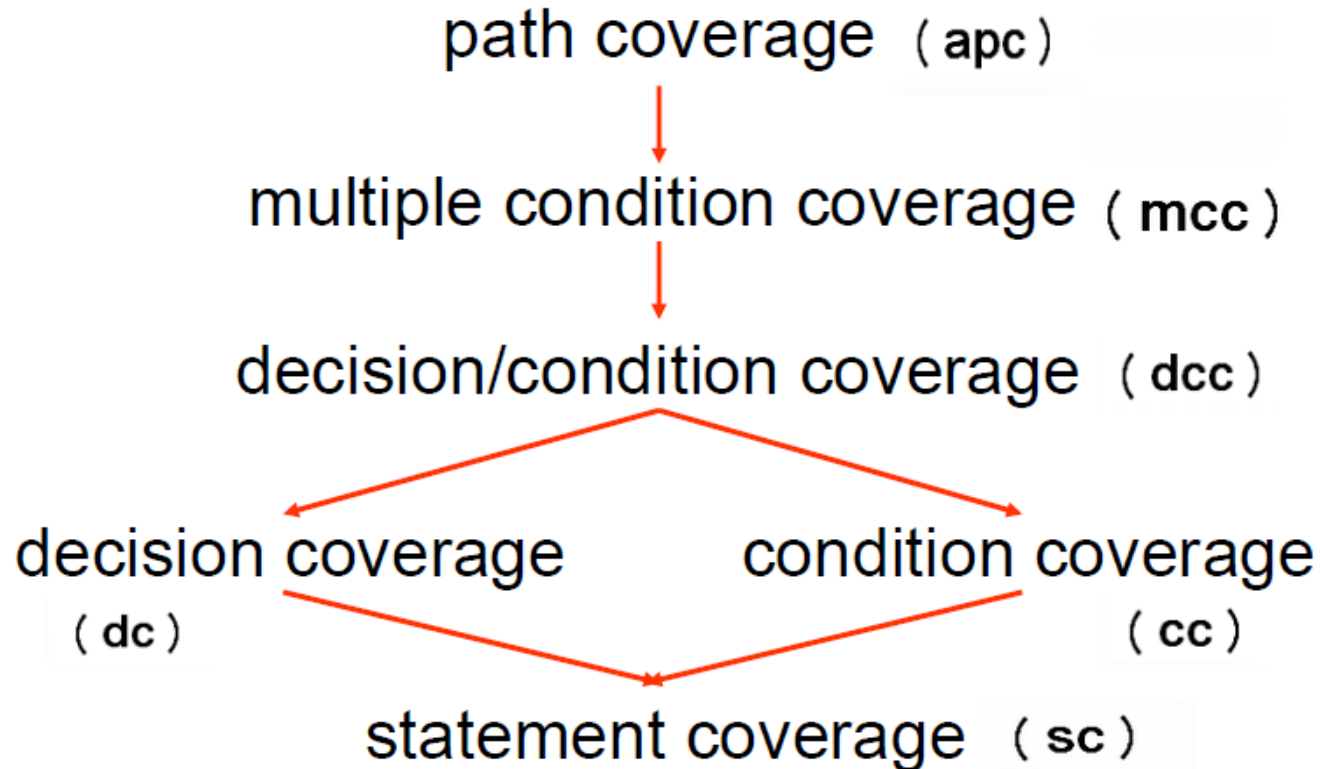 path coverage ( apc )
multiple condition coverage ( mcc )
decision/condition coverage ( dcc )
decision coverage condition coverage
( dc ) ( cc )
statement coverage ( sc )